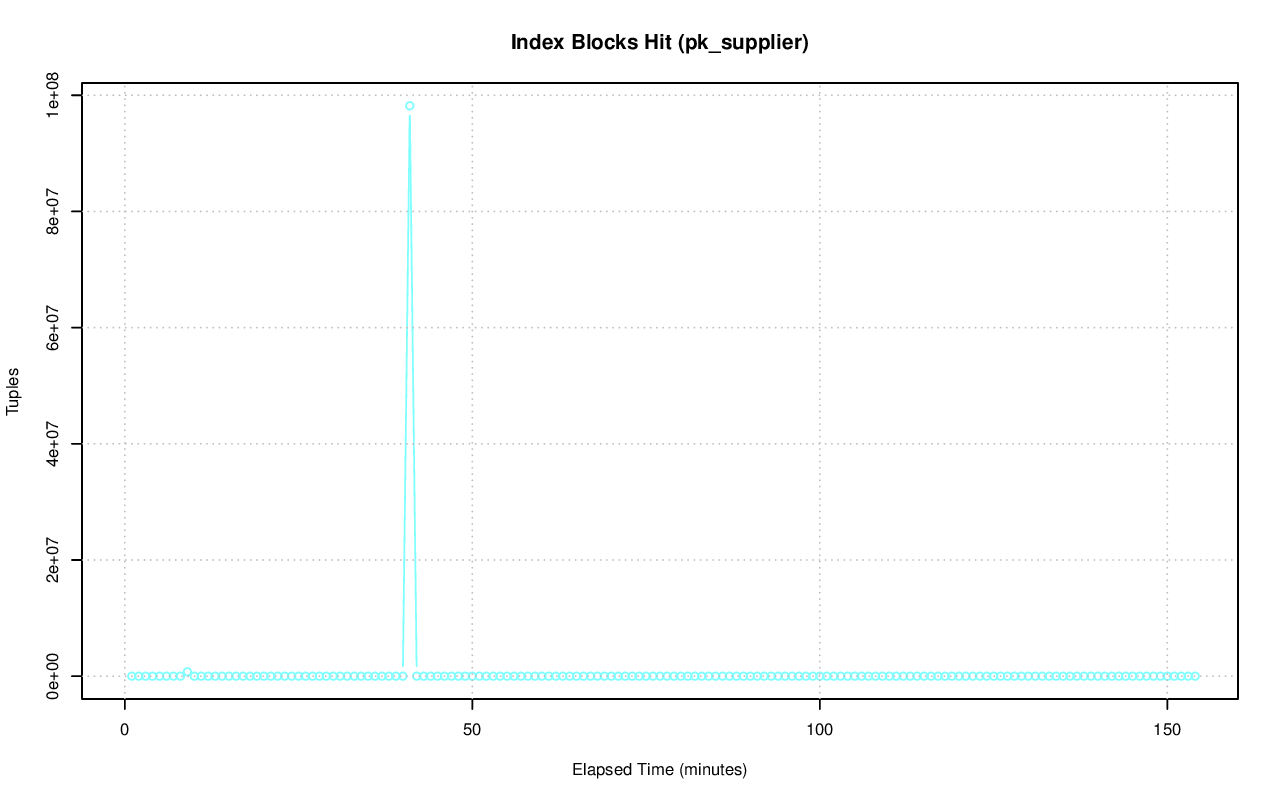 Index Blocks Hit (pk_supplier)
1e+08
8e+07
6e+07
4e+07
2e+07
0e+00
Tuples
0
50
100
150
Elapsed Time (minutes)